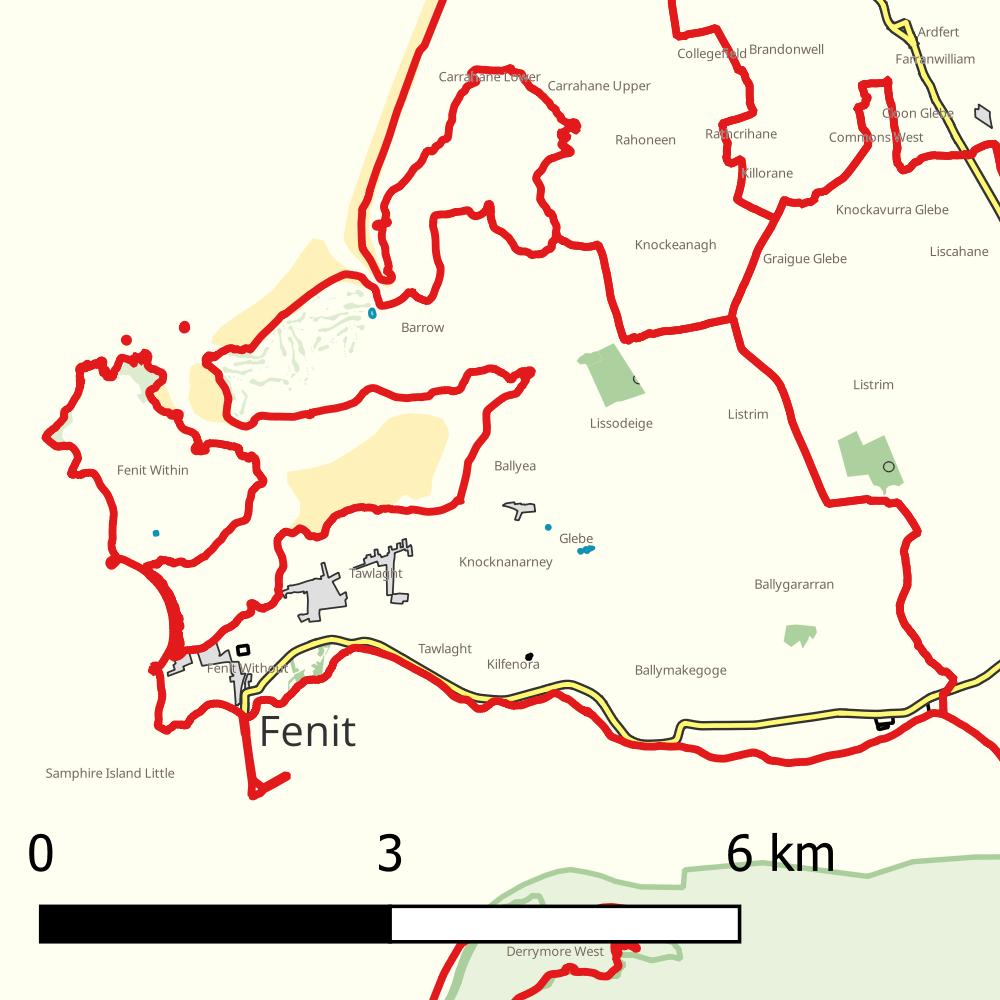 Ardfert
Brandonwell
Collegefield
Farranwilliam
Carrahane Lower
Carrahane Upper
Ooon Glebe
Rathcrihane
Commons West
Rahoneen
Killorane
Knockavurra Glebe
Knockeanagh
Liscahane
Graigue Glebe
Barrow
Listrim
Listrim
Lissodeige
Ballyea
Fenit Within
Glebe
Knocknanarney
Tawlaght
Ballygararran
Tawlaght
Kilfenora
Fenit Without
Ballymakegoge
Fenit
Samphire Island Little
0 3 6 km
Derrymore West